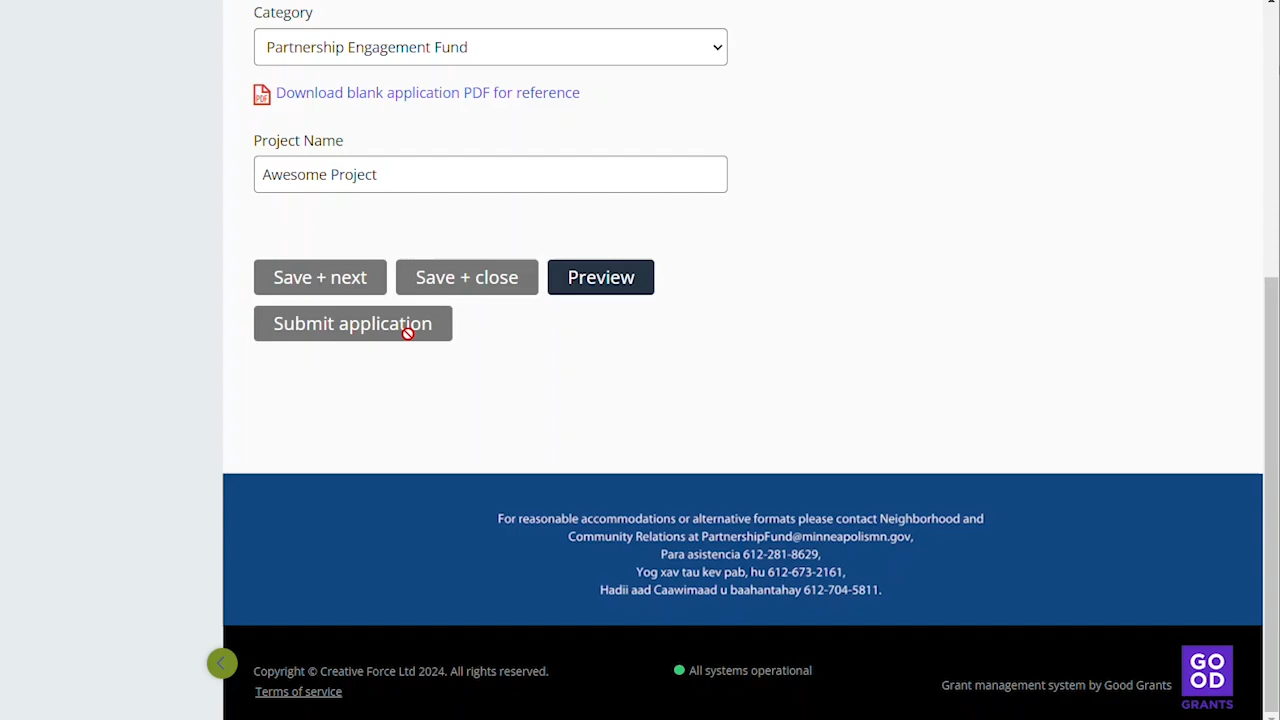 Category
Partnership Engagement Fund
PDF
Download blank application PDF for reference
Project Name
Awesome Project
Save + next
Save + close
Preview
Submit application
For reasonable accommodations or alternative formats please contact Neighborhood and
Community Relations at PartnershipFund@minneapolismn.gov,
Para asistencia 612-281-8629,
Yog xav tau kev pab, hu 612-673-2161,
Hadii aad Caawimaad u baahantahay 612-704-5811.
Copyright © Creative Force Ltd 2024. All rights reserved.
Terms of service
All systems operational
Grant management system by Good Grants
GO
OD
GRANTS